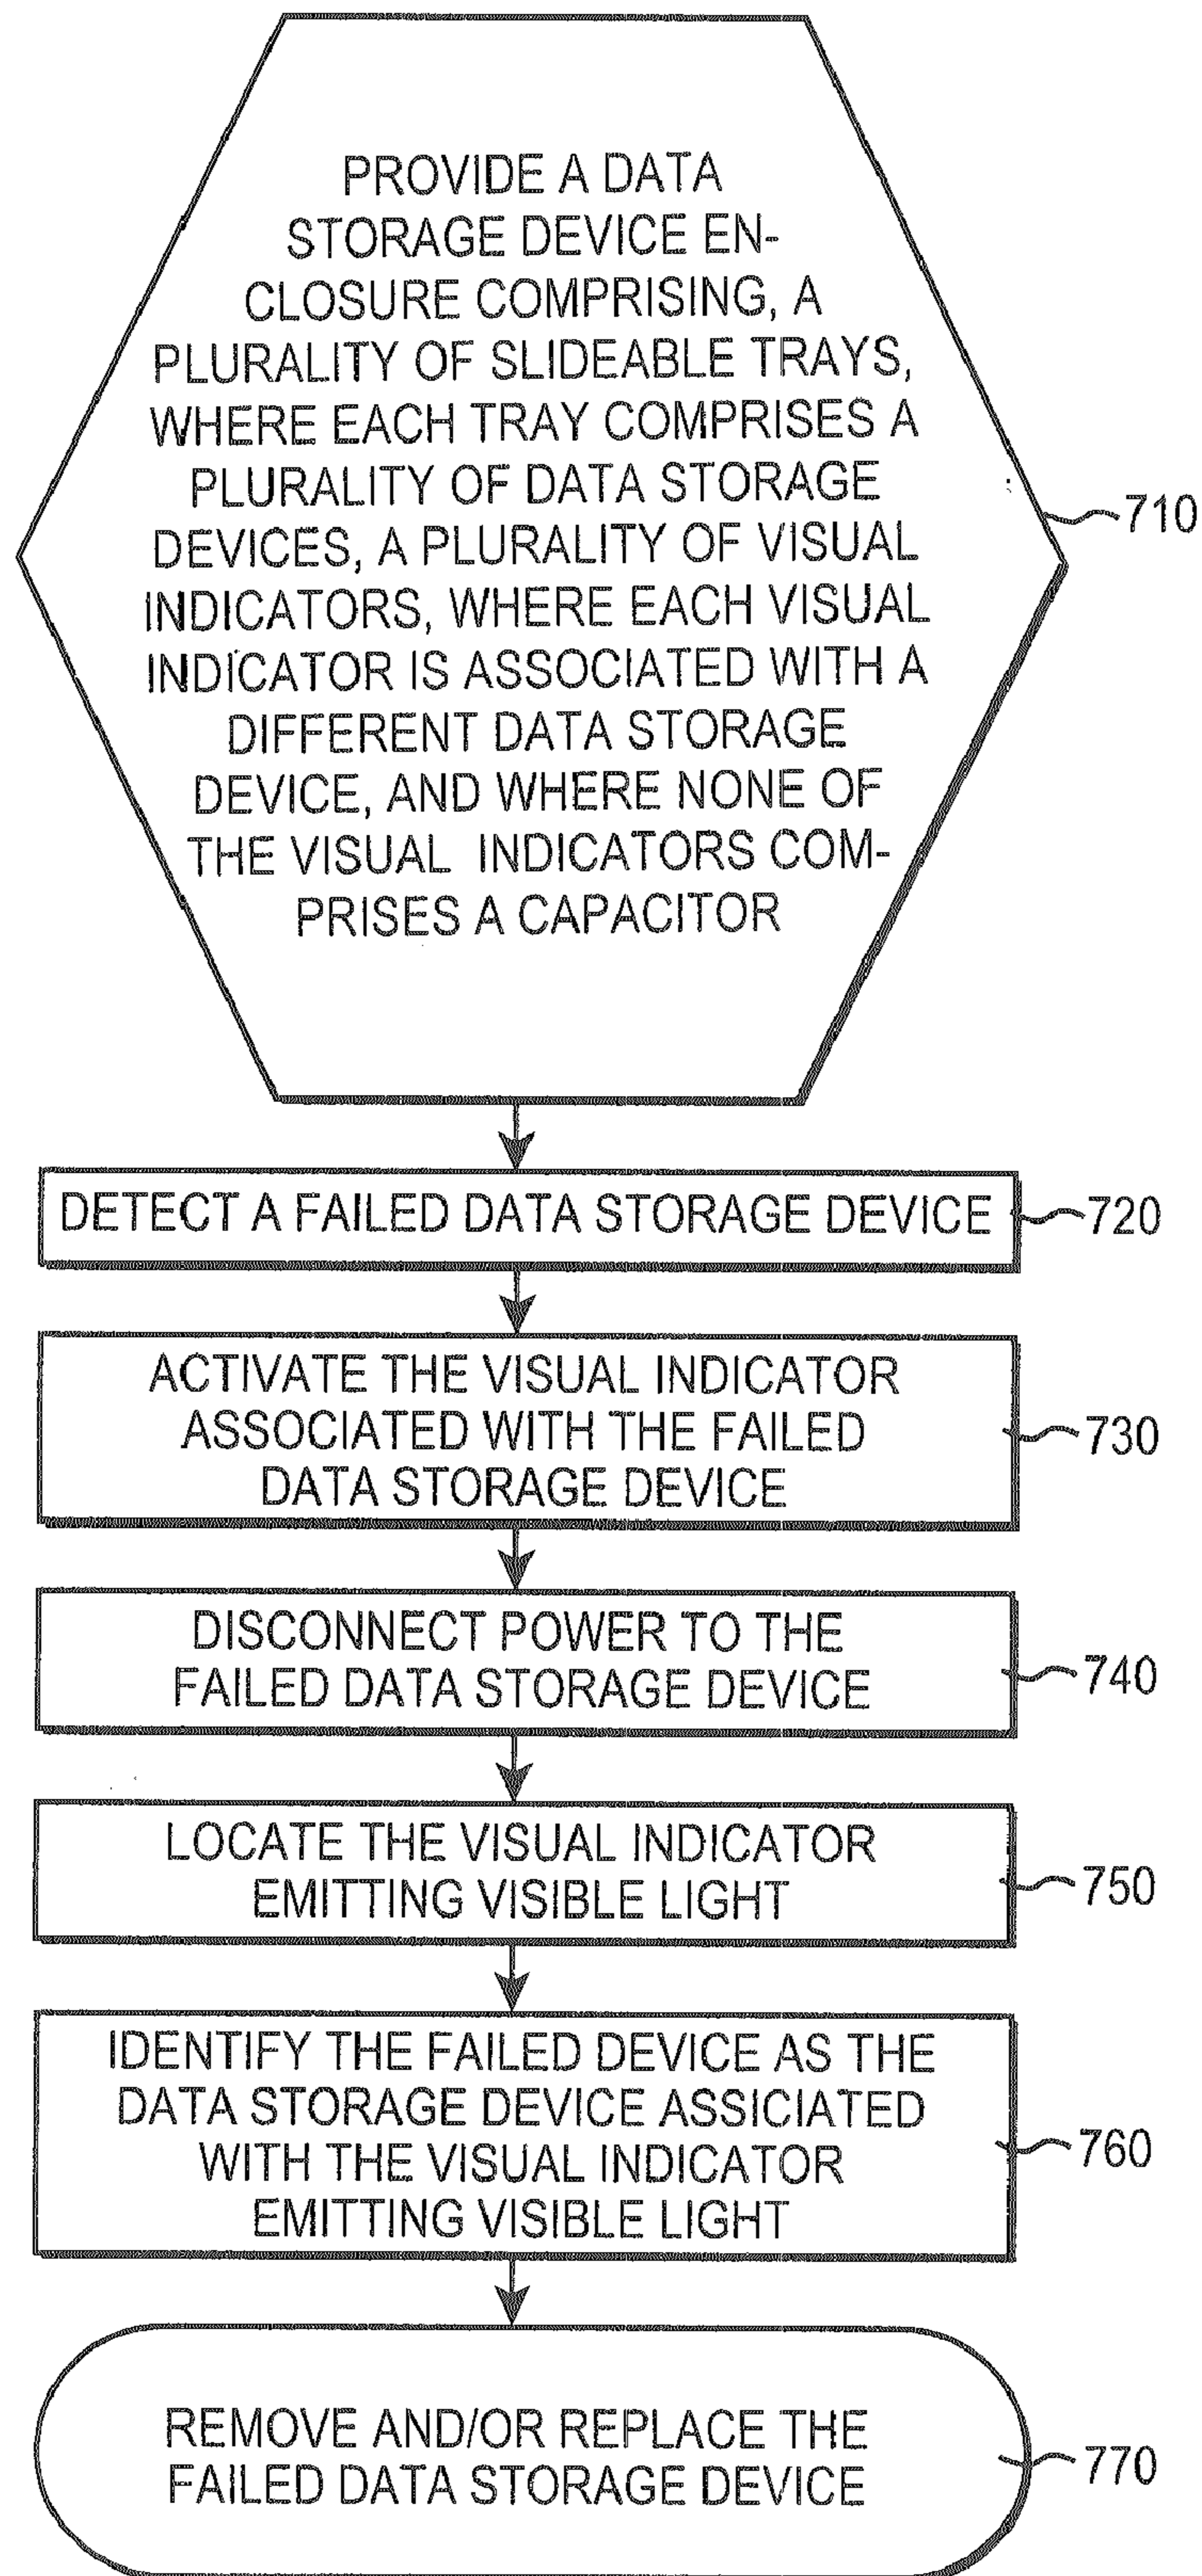 PROVIDE A DATA
STORAGE DEVICE EN-
CLOSURE COMPRISING, A
PLURALITY OF SLIDEABLE TRAYS,
WHERE EACH TRAY COMPRISES A
PLURALITY OF DATA STORAGE
DEVICES, A PLURALITY OF VISUAL
INDICATORS, WHERE EACH VISUAL
INDICATOR IS ASSOCIATED WITH A
DIFFERENT DATA STORAGE
DEVICE, AND WHERE NONE OF
THE VISUAL INDICATORS COM-
PRISES A CAPACITOR
710
DETECT A FAILED DATA STORAGE DEVICE
720
ACTIVATE THE VISUAL INDICATOR
ASSOCIATED WITH THE FAILED
DATA STORAGE DEVICE
730
DISCONNECT POWER TO THE
FAILED DATA STORAGE DEVICE
740
LOCATE THE VISUAL INDICATOR
EMITTING VISIBLE LIGHT
750
IDENTIFY THE FAILED DEVICE AS THE
DATA STORAGE DEVICE ASSICIATED
WITH THE VISUAL INDICATOR
EMITTING VISIBLE LIGHT
760
REMOVE AND/OR REPLACE THE
FAILED DATA STORAGE DEVICE
770